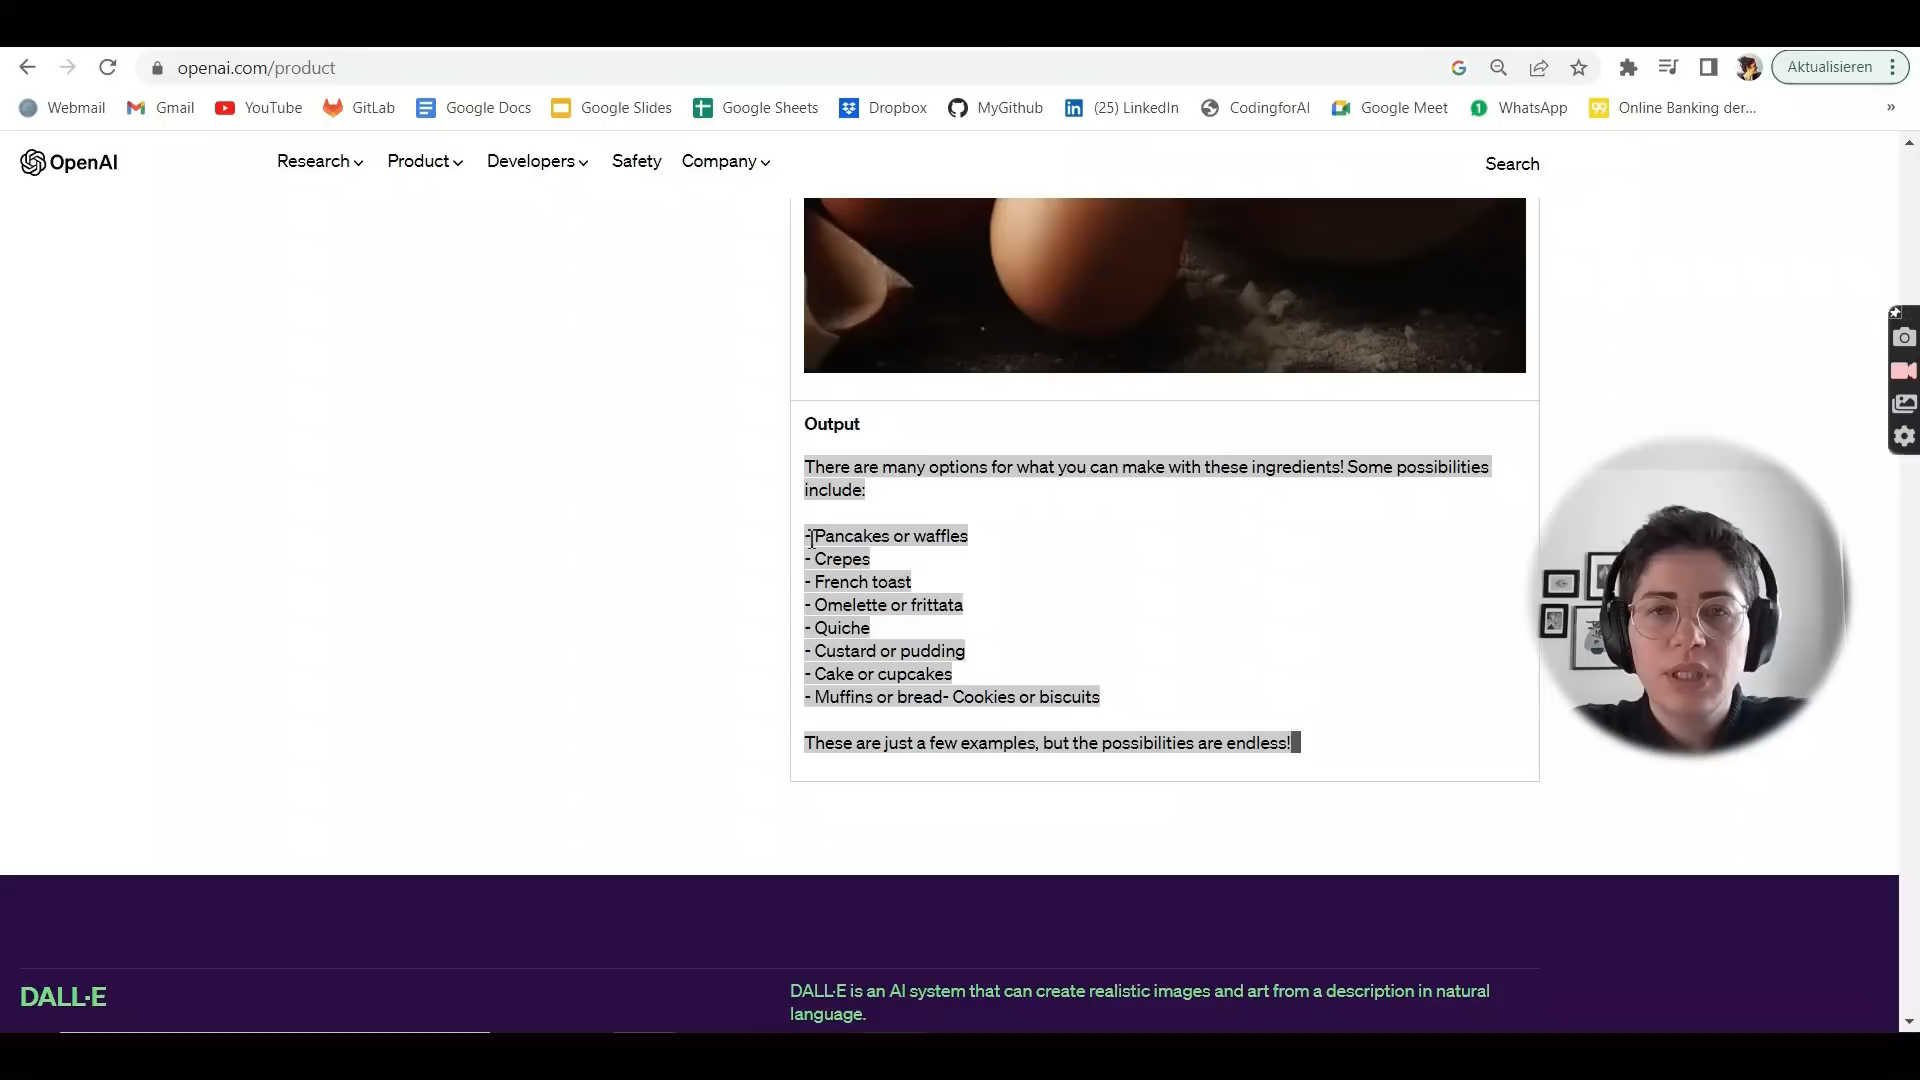 openai.com/product
Aktualisieren
Webmail Gmail YouTube GitLab Google Docs Google Slides Google Sheets Dropbox MyGithub (25) LinkedIn CodingforAI Google Meet 1 WhatsApp Online Banking der... »
OpenAI Research Product Developers Safety Company Search
Output
There are many options for what you can make with these ingredients! Some possibilities
include:
- Pancakes or waffles
- Crepes
- French toast
- Omelette or frittata
- Quiche
- Custard or pudding
- Cake or cupcakes
- Muffins or bread- Cookies or biscuits
These are just a few examples, but the possibilities are endless!
DALL·E
DALL·E is an AI system that can create realistic images and art from a description in natural
language.